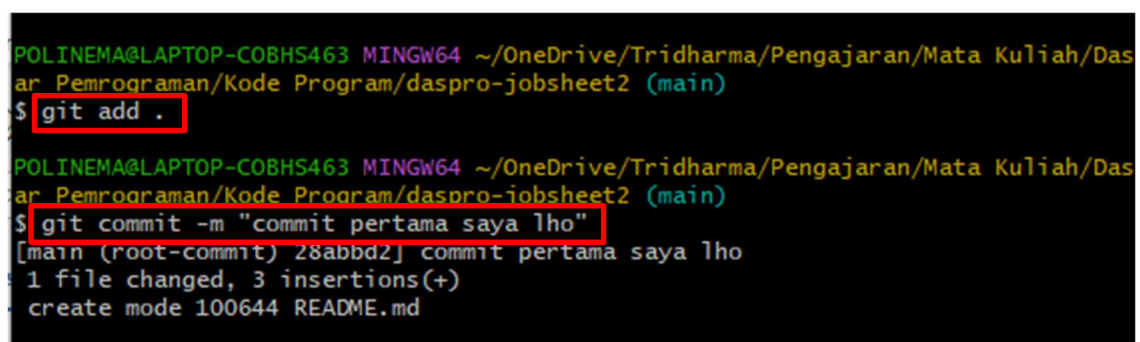 POLINEMA@LAPTOP-COBHS463 MINGW64 ~/OneDrive/Tridharma/Pengajaran/Mata Kuliah/Das
ar Pemrograman/Kode Program/daspro-jobsheet2 (main)
$ git add .
POLINEMA@LAPTOP-COBHS463 MINGW64 ~/OneDrive/Tridharma/Pengajaran/Mata Kuliah/Das
ar Pemrograman/Kode Program/daspro-jobsheet2 (main)
$ git commit -m "commit pertama saya lho"
[main (root-commit) 28abbd2] commit pertama saya lho
 1 file changed, 3 insertions(+)
 create mode 100644 README.md